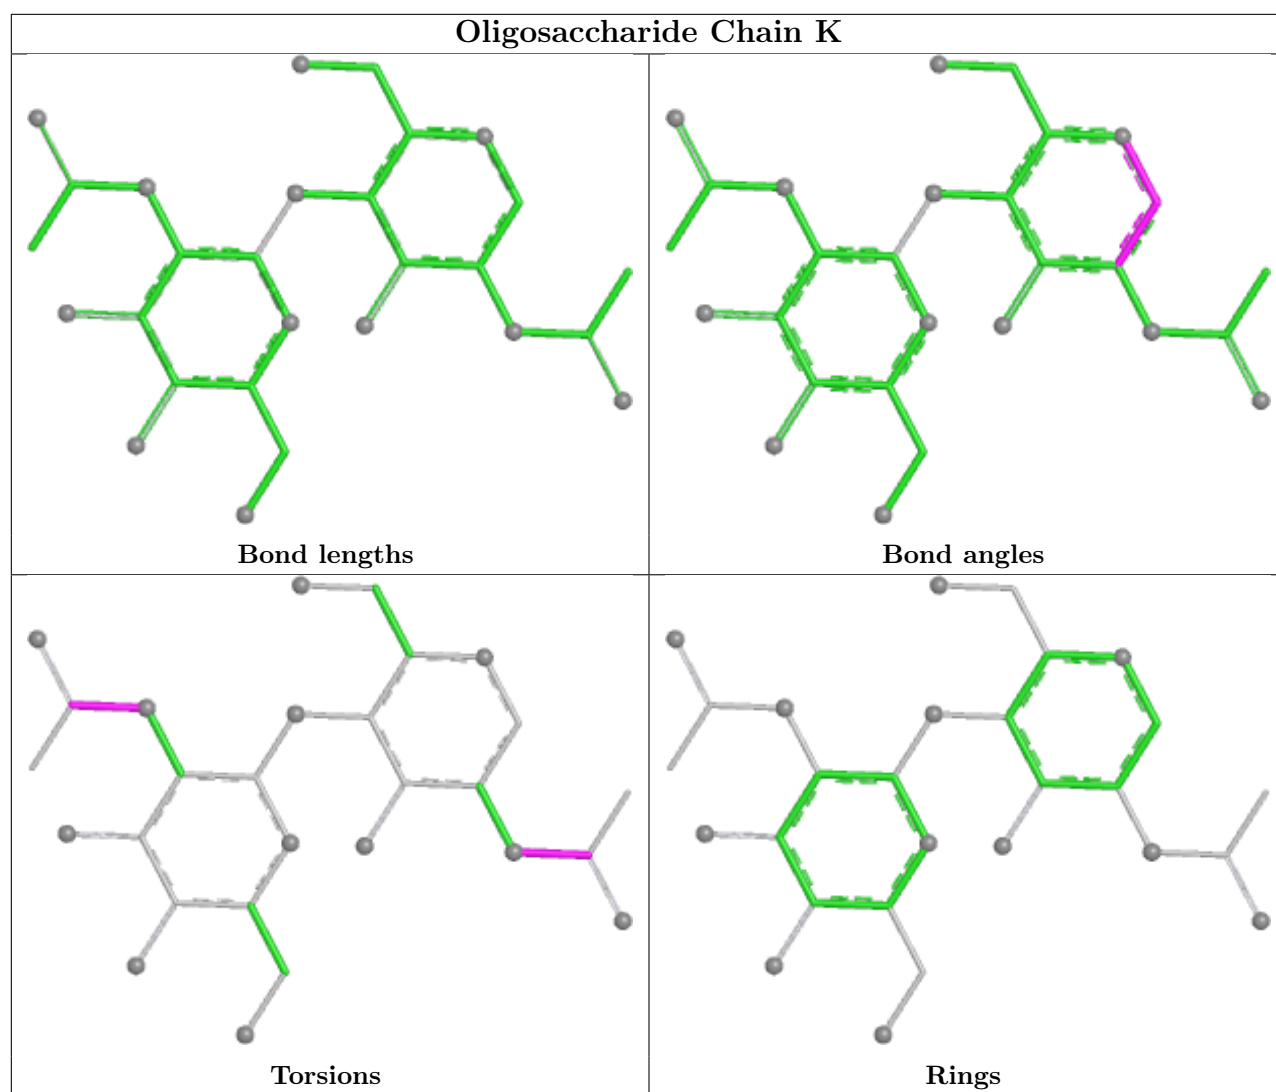 Oligosaccharide Chain K
Bond lengths
Bond angles
Torsions
Rings